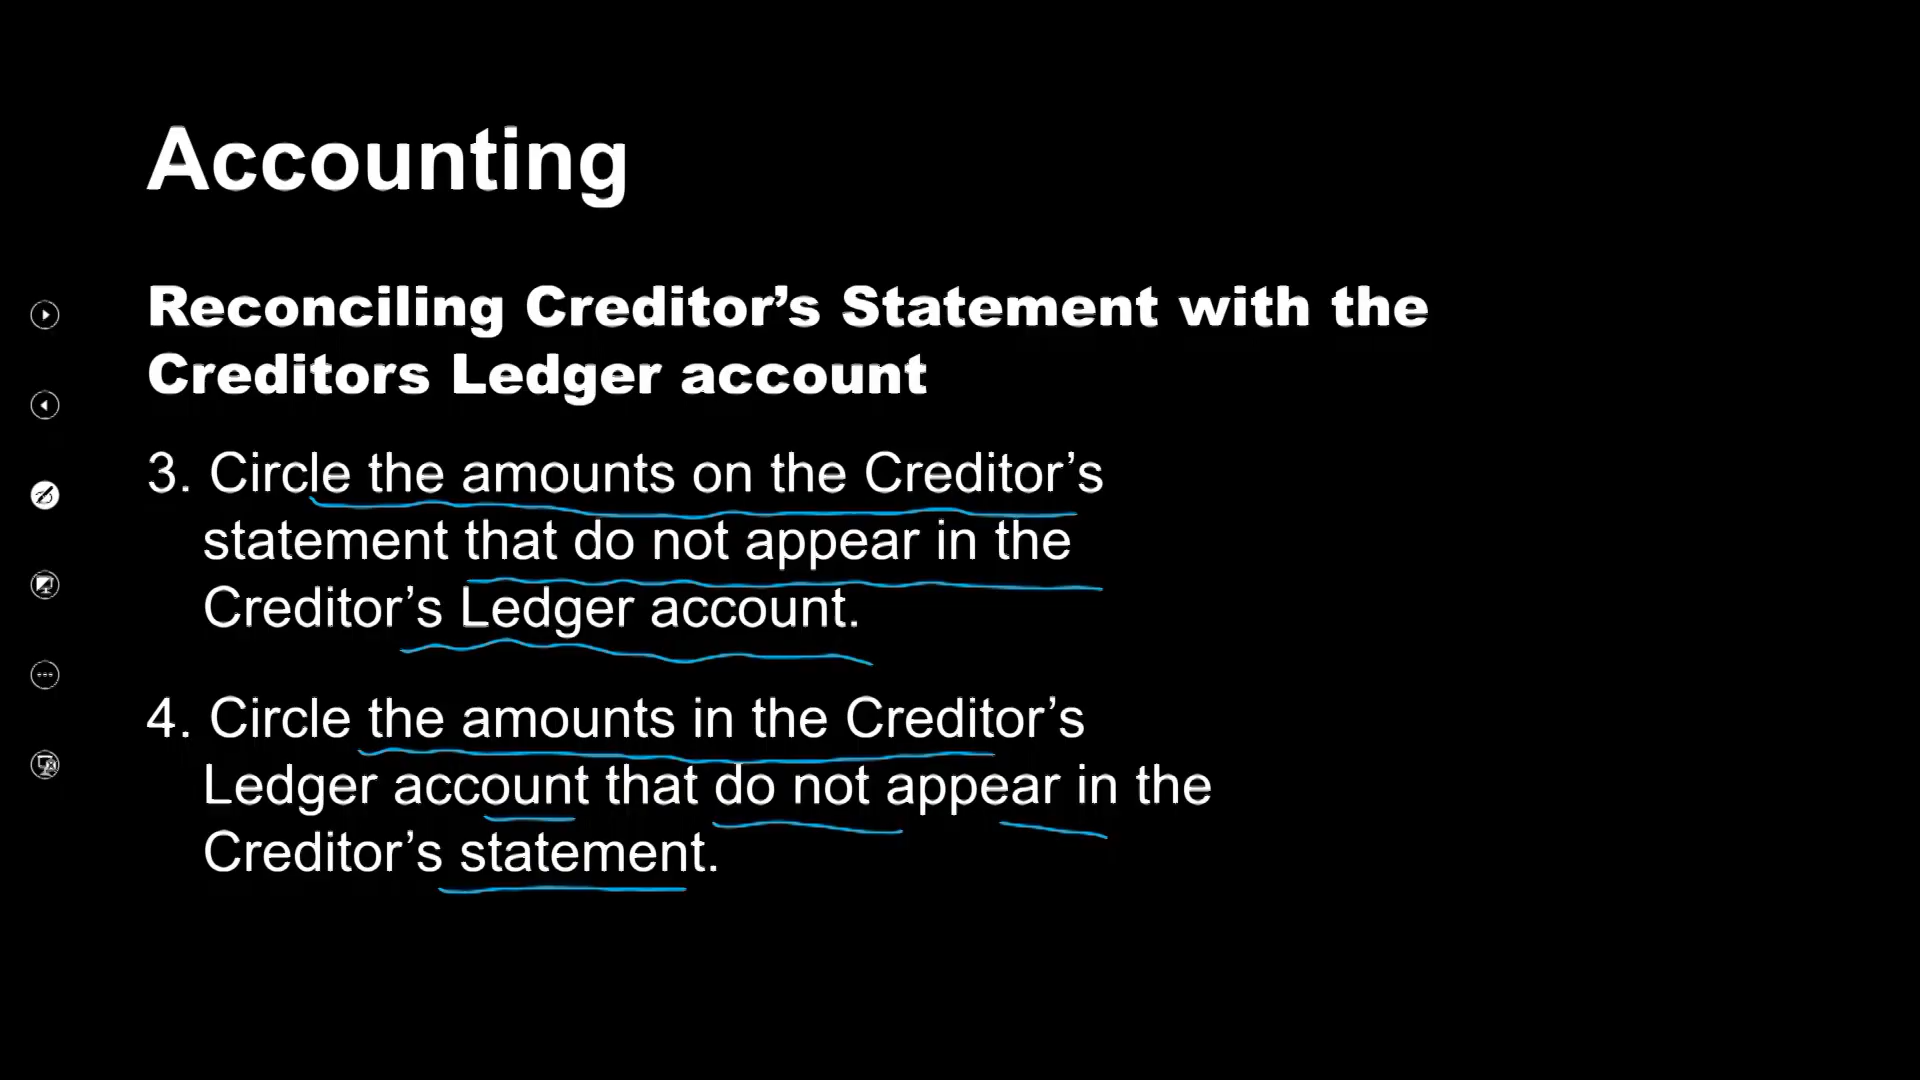 Accounting
Reconciling Creditor’s Statement with the
Creditors Ledger account
3. Circle the amounts on the Creditor’s
statement that do not appear in the
Creditor’s Ledger account.
4. Circle the amounts in the Creditor’s
Ledger account that do not appear in the
Creditor’s statement.